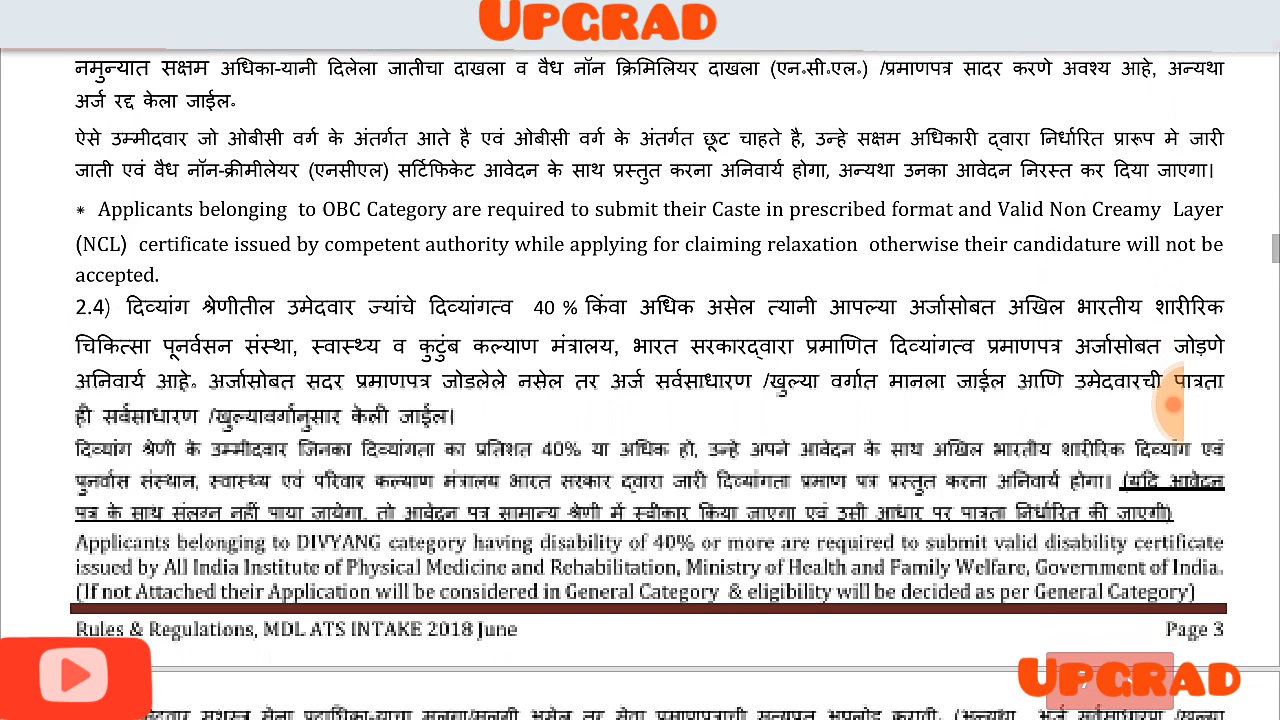 UPGRAD
नमुन्यात सक्षम अधिका-यानी दिलेला जातीचा दाखला व वैध नॉन क्रिमिलियर दाखला (एन॰सी॰एल॰) /प्रमाणपत्र सादर करणे अवश्य आहे, अन्यथा
अर्ज रद्द केला जाईल॰
ऐसे उम्मीदवार जो ओबीसी वर्ग के अंतर्गत आते है एवं ओबीसी वर्ग के अंतर्गत छूट चाहते है, उन्हे सक्षम अधिकारी द्वारा निर्धारित प्रारूप मे जारी
जाती एवं वैध नॉन-क्रीमीलेयर (एनसीएल) सर्टिफिकेट आवेदन के साथ प्रस्तुत करना अनिवार्य होगा, अन्यथा उनका आवेदन निरस्त कर दिया जाएगा।
* Applicants belonging to OBC Category are required to submit their Caste in prescribed format and Valid Non Creamy Layer
(NCL) certificate issued by competent authority while applying for claiming relaxation otherwise their candidature will not be
accepted.
2.4) दिव्यांग श्रेणीतील उमेदवार ज्यांचे दिव्यांगत्व 40 % किंवा अधिक असेल त्यानी आपल्या अर्जासोबत अखिल भारतीय शारीरिक
चिकित्सा पूनर्वसन संस्था, स्वास्थ्य व कुटुंब कल्याण मंत्रालय, भारत सरकारद्वारा प्रमाणित दिव्यांगत्व प्रमाणपत्र अर्जासोबत जोड़णे
अनिवार्य आहे॰ अर्जासोबत सदर प्रमाणपत्र जोडलेले नसेल तर अर्ज सर्वसाधारण /खुल्या वर्गात मानला जाईल आणि उमेदवारची पात्रता
ही सर्वसाधारण /खुल्यावर्गानुसार केली जाईल।
दिव्यांग श्रेणी के उम्मीदवार जिनका दिव्यांगता का प्रतिशत 40% या अधिक हो, उन्हे अपने आवेदन के साथ अखिल भारतीय शारीरिक दिव्यांग एवं
पुनर्वास संस्थान, स्वास्थ्य एवं परिवार कल्याण मंत्रालय भारत सरकार द्वारा जारी दिव्यांगता प्रमाण पत्र प्रस्तुत करना अनिवार्य होगा। (यदि आवेदन
पत्र के साथ संलग्न नहीं पाया जायेगा, तो आवेदन पत्र सामान्य श्रेणी में स्वीकार किया जाएगा एवं उसी आधार पर पात्रता निर्धारित की जाएगी)
Applicants belonging to DIVYANG category having disability of 40% or more are required to submit valid disability certificate
issued by All India Institute of Physical Medicine and Rehabilitation, Ministry of Health and Family Welfare, Government of India.
(If not Attached their Application will be considered in General Category & eligibility will be decided as per General Category)
Rules & Regulations, MDL ATS INTAKE 2018 June Page 3
UPGRAD